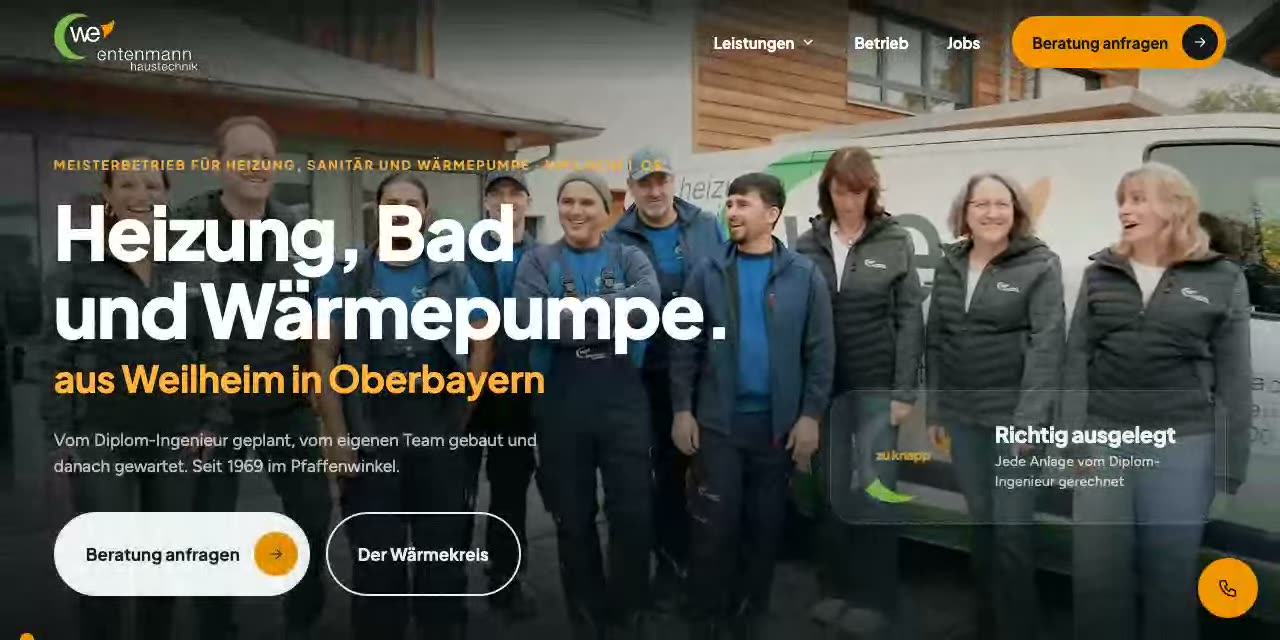 we
entenmann
haustechnik
Leistungen
Betrieb
Jobs
Beratung anfragen
MEISTERBETRIEB FÜR HEIZUNG, SANITÄR UND WÄRMEPUMPE
heizu
we
Heizung, Bad
und Wärmepumpe.
aus Weilheim in Oberbayern
Vom Diplom-Ingenieur geplant, vom eigenen Team gebaut und
danach gewartet. Seit 1969 im Pfaffenwinkel.
zu knapp
Richtig ausgelegt
Jede Anlage vom Diplom-
Ingenieur gerechnet
Beratung anfragen
Der Wärmekreis